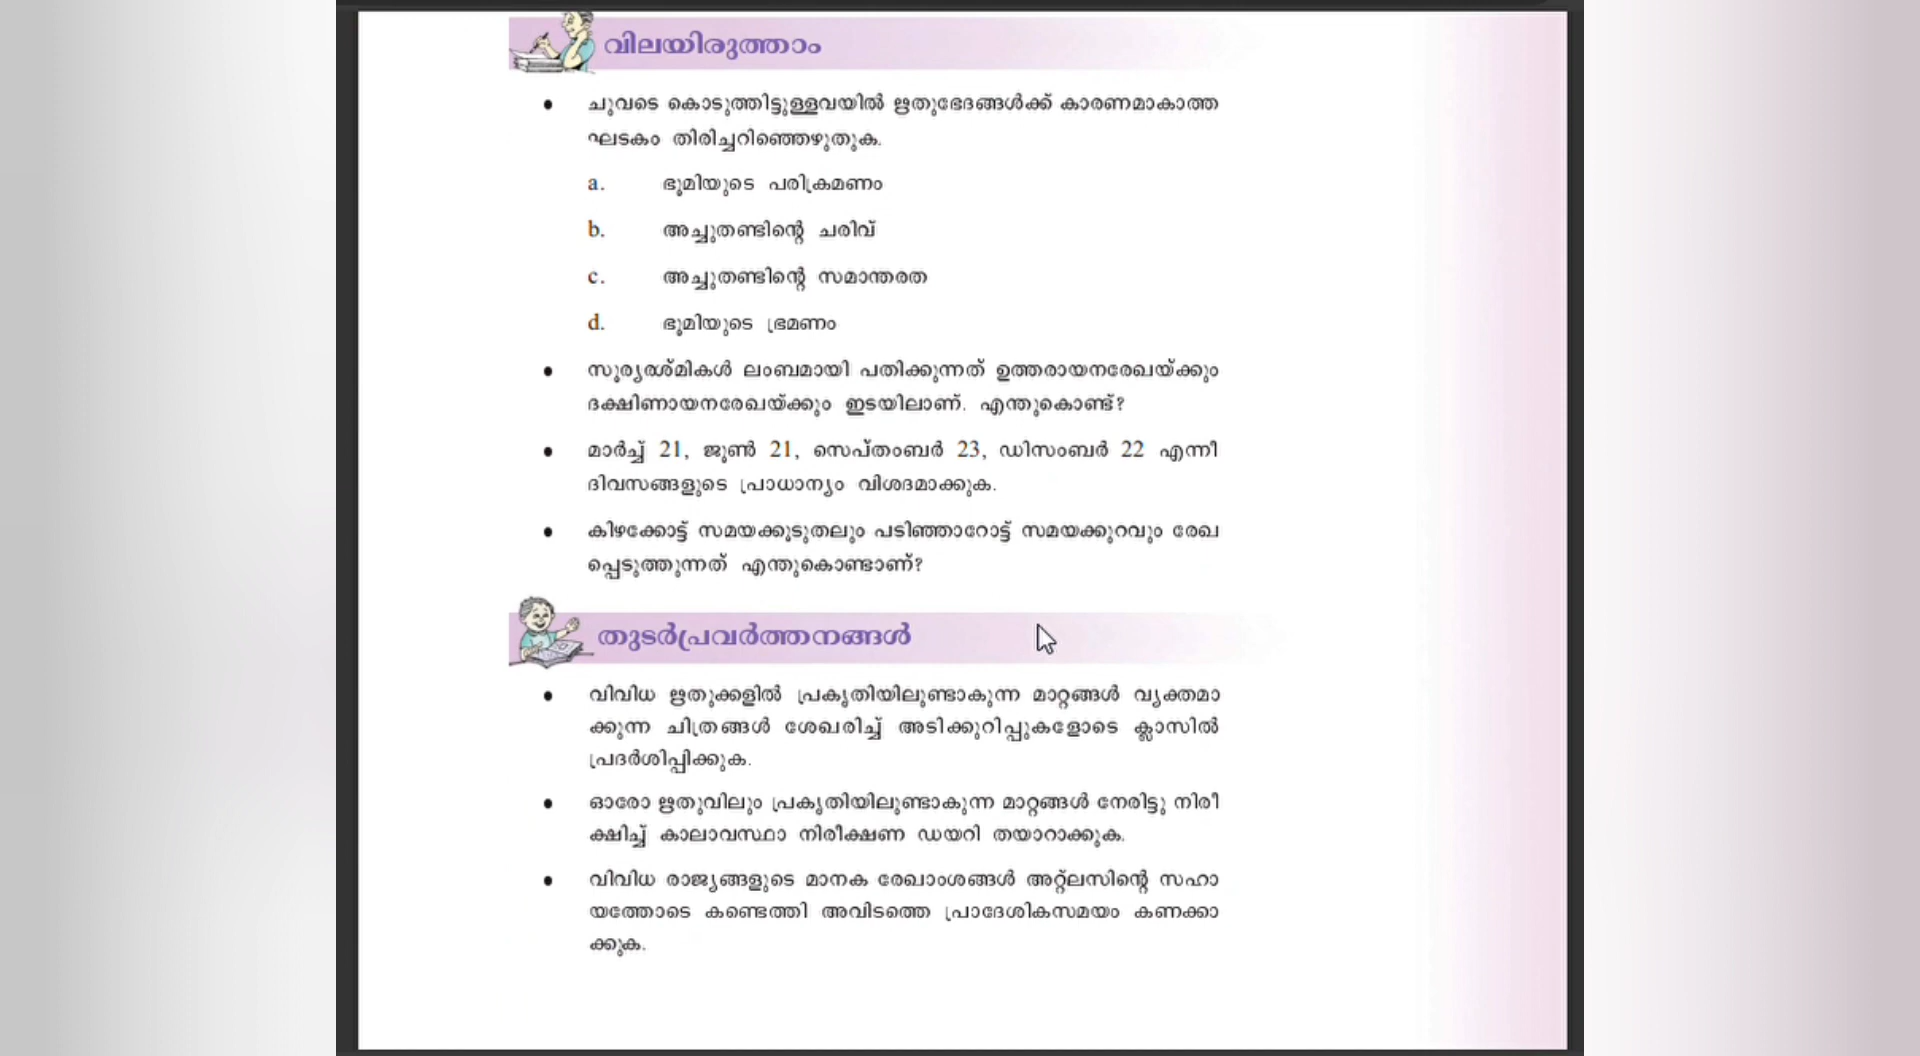 വിലയിരുത്താം
• ചുവടെ കൊടുത്തിട്ടുള്ളവയിൽ ഋതുഭേദങ്ങൾക്ക് കാരണമാകാത്ത
ഘടകം തിരിച്ചറിഞ്ഞെഴുതുക.
a. ഭൂമിയുടെ പരിക്രമണം
b. അച്ചുതണ്ടിന്റെ ചരിവ്
c. അച്ചുതണ്ടിന്റെ സമാന്തരത
d. ഭൂമിയുടെ ഭ്രമണം
• സൂര്യരശ്മികൾ ലംബമായി പതിക്കുന്നത് ഉത്തരായനരേഖയ്ക്കും
ദക്ഷിണായനരേഖയ്ക്കും ഇടയിലാണ്. എന്തുകൊണ്ട്?
• മാർച്ച് 21, ജൂൺ 21, സെപ്തംബർ 23, ഡിസംബർ 22 എന്നീ
ദിവസങ്ങളുടെ പ്രാധാന്യം വിശദമാക്കുക.
• കിഴക്കോട്ട് സമയക്കൂടുതലും പടിഞ്ഞാറോട്ട് സമയക്കുറവും രേഖ
പ്പെടുത്തുന്നത് എന്തുകൊണ്ടാണ്?
തുടർപ്രവർത്തനങ്ങൾ
• വിവിധ ഋതുക്കളിൽ പ്രകൃതിയിലുണ്ടാകുന്ന മാറ്റങ്ങൾ വ്യക്തമാ
ക്കുന്ന ചിത്രങ്ങൾ ശേഖരിച്ച് അടിക്കുറിപ്പുകളോടെ ക്ലാസിൽ
പ്രദർശിപ്പിക്കുക.
• ഓരോ ഋതുവിലും പ്രകൃതിയിലുണ്ടാകുന്ന മാറ്റങ്ങൾ നേരിട്ടു നിരീ
ക്ഷിച്ച് കാലാവസ്ഥാ നിരീക്ഷണ ഡയറി തയാറാക്കുക.
• വിവിധ രാജ്യങ്ങളുടെ മാനക രേഖാംശങ്ങൾ അറ്റ്ലസിന്റെ സഹാ
യത്തോടെ കണ്ടെത്തി അവിടത്തെ പ്രാദേശികസമയം കണക്കാ
ക്കുക.